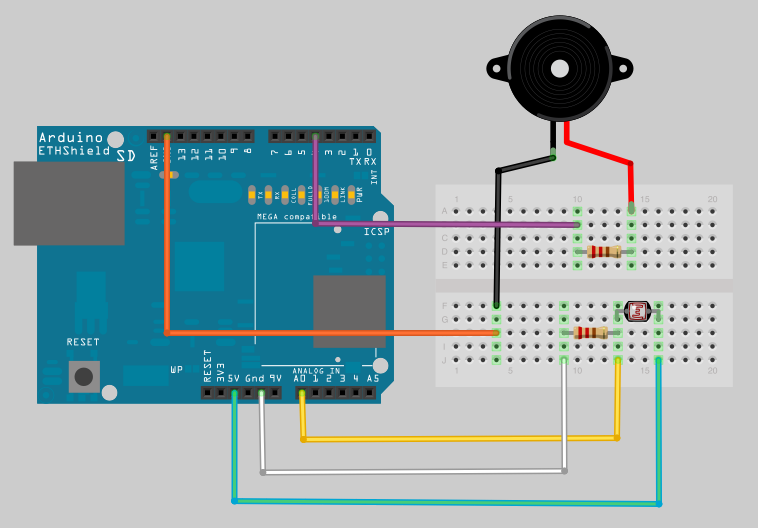 Arduino
ETHShield
SD
AREF
13
12
11
10
9
8
7
6
5
3
2
1
0
TX RX
INT
TX
RX
COLL
FULLD
100M
LINK
PWR
MEGA compatible
ICSP
RESET
WP
RESET
3V3
5V Gnd 9V
ANALOG IN
A0 1 2 3 4 A5
1 5 10 15 20
A
C
D
E
F
G
I
J
1 5 10 15 20